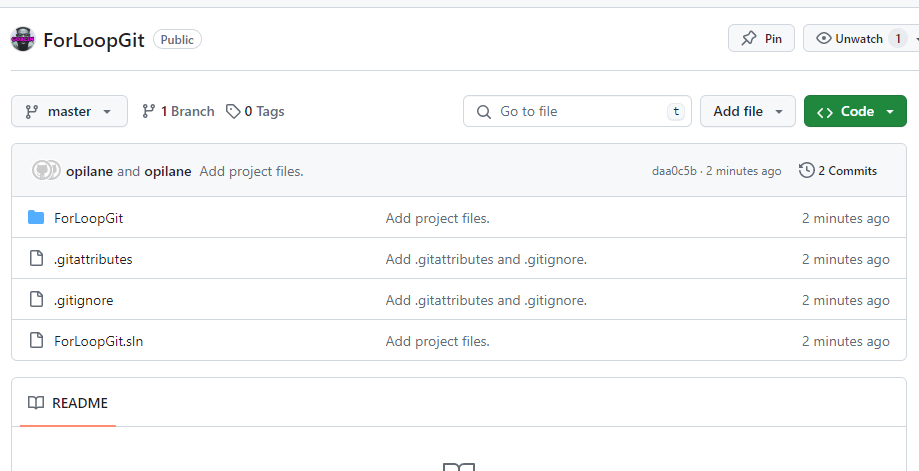 ForLoopGit Public Pin Unwatch 1
master 1 Branch 0 Tags Go to file t Add file Code
opilane and opilane Add project files. daa0c5b · 2 minutes ago 2 Commits
ForLoopGit Add project files. 2 minutes ago
.gitattributes Add .gitattributes and .gitignore. 2 minutes ago
.gitignore Add .gitattributes and .gitignore. 2 minutes ago
ForLoopGit.sln Add project files. 2 minutes ago
README